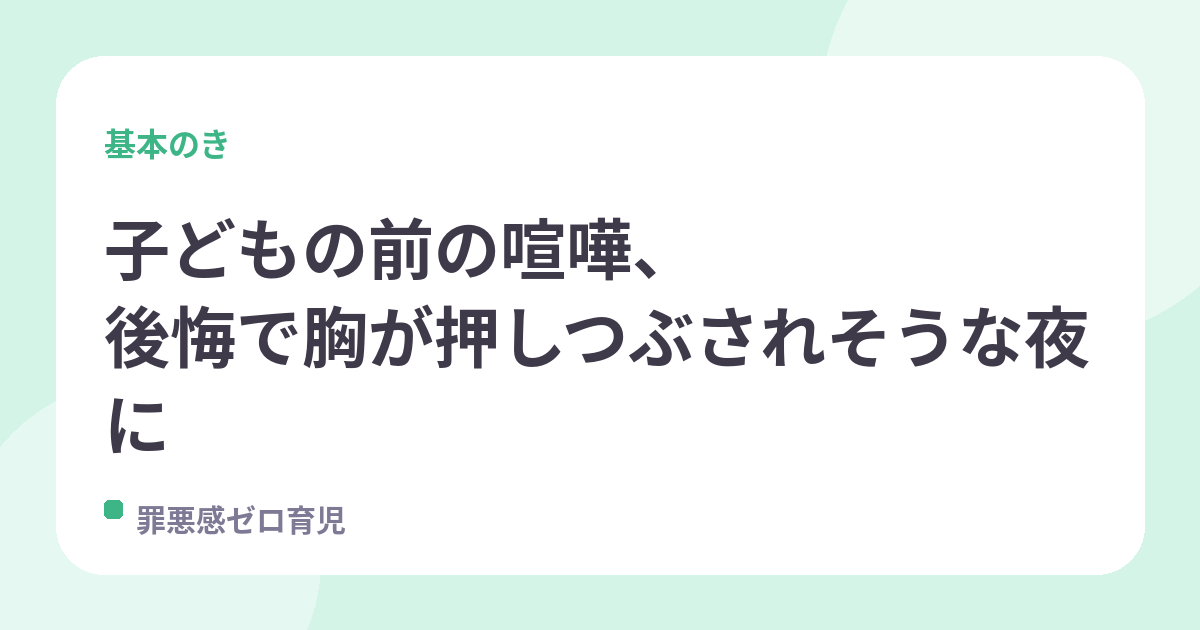 基本のき
子どもの前の喧嘩、
後悔で胸が押しつぶされそうな夜
に
罪悪感ゼロ育児